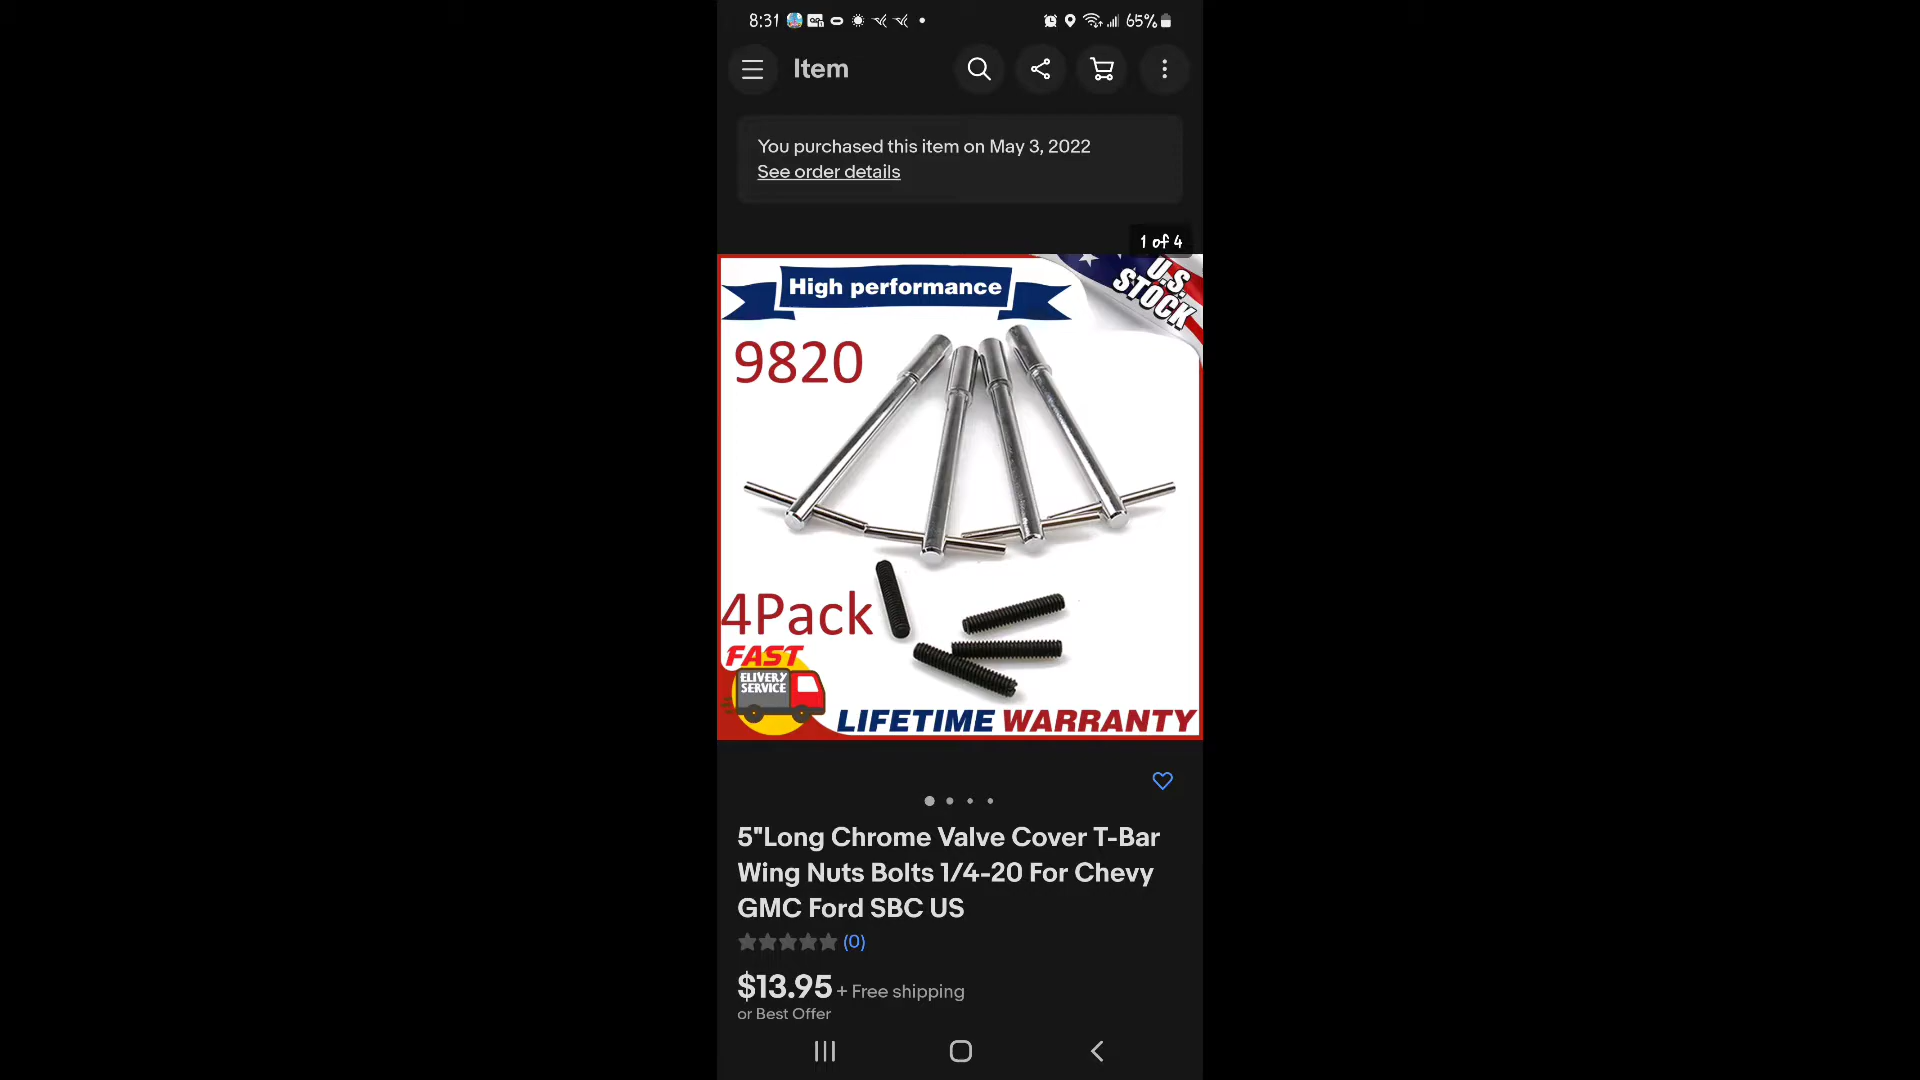 8:31
65%
Item
You purchased this item on May 3, 2022
See order details
1 of 4
High performance
U.S.
STOCK
9820
4Pack
FAST
ELIVERY
SERVICE
LIFETIME WARRANTY
5"Long Chrome Valve Cover T-Bar
Wing Nuts Bolts 1/4-20 For Chevy
GMC Ford SBC US
(0)
$13.95 + Free shipping
or Best Offer